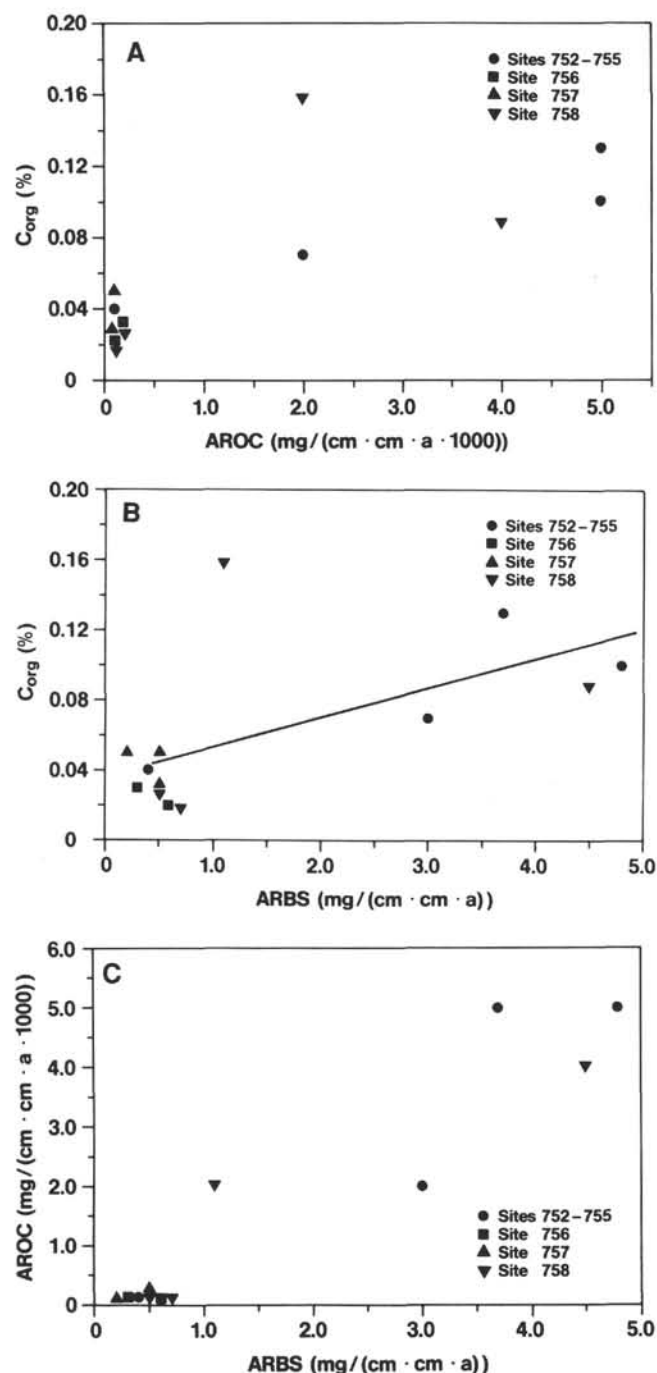 A
0.20
0.16
0.12
0.08
0.04
0
C_org (%)
Sites 752-755
Site 756
Site 757
Site 758
0 1.0 2.0 3.0 4.0 5.0
AROC (mg/(cm · cm · a · 1000))
B
0.20
0.16
0.12
0.08
0.04
0
C_org (%)
Sites 752-755
Site 756
Site 757
Site 758
0 1.0 2.0 3.0 4.0 5.0
ARBS (mg/(cm · cm · a))
C
6.0
5.0
4.0
3.0
2.0
1.0
0
AROC (mg/(cm · cm · a · 1000))
Sites 752-755
Site 756
Site 757
Site 758
0 1.0 2.0 3.0 4.0 5.0
ARBS (mg/(cm · cm · a))